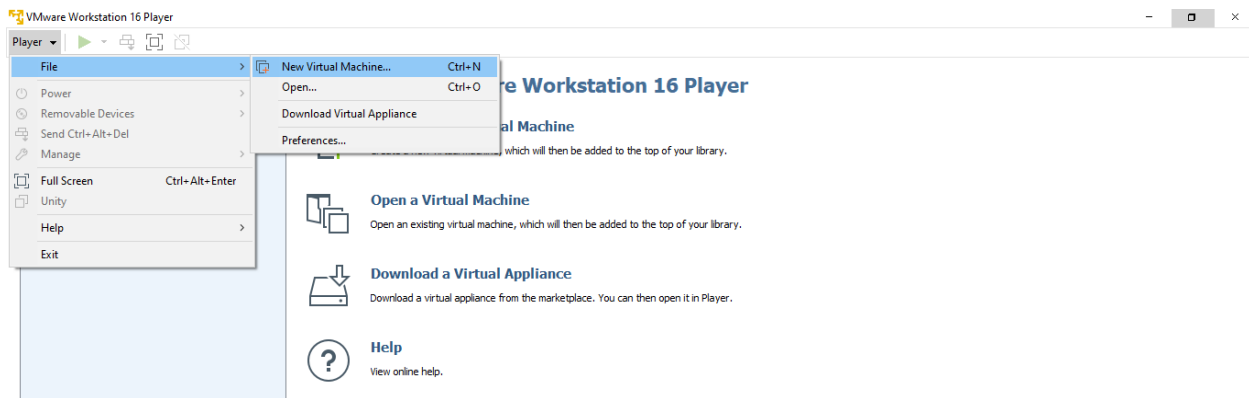 VMware Workstation 16 Player
Player
File
New Virtual Machine... Ctrl+N
Open... Ctrl+O
Download Virtual Appliance
Preferences...
Power
Removable Devices
Send Ctrl+Alt+Del
Manage
Full Screen Ctrl+Alt+Enter
Unity
Help
Exit
Workstation 16 Player
Machine
which will then be added to the top of your library.
Open a Virtual Machine
Open an existing virtual machine, which will then be added to the top of your library.
Download a Virtual Appliance
Download a virtual appliance from the marketplace. You can then open it in Player.
Help
View online help.